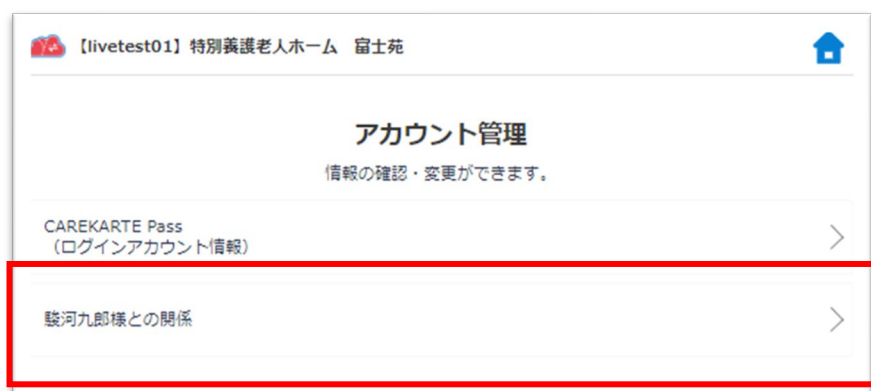 【livetest01】特別養護老人ホーム 富士苑
アカウント管理
情報の確認・変更ができます。
CAREKARTE Pass
（ログインアカウント情報）
駿河九郎様との関係